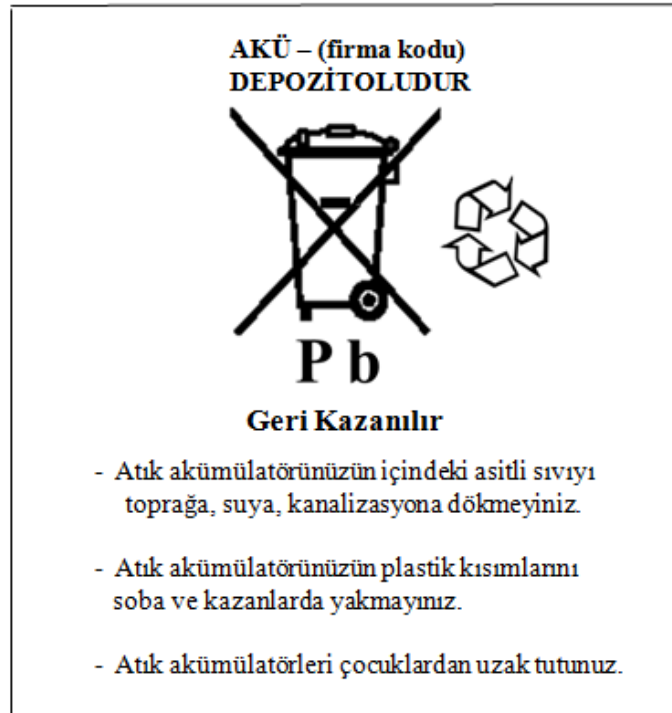 AKÜ – (firma kodu)
DEPOZİTOLUDUR
P b
Geri Kazanılır
- Atık akümülatörünüzün içindeki asitli sıvıyı
toprağa, suya, kanalizasyona dökmeyiniz.
- Atık akümülatörünüzün plastik kısımlarını
soba ve kazanlarda yakmayınız.
- Atık akümülatörleri çocuklardan uzak tutunuz.